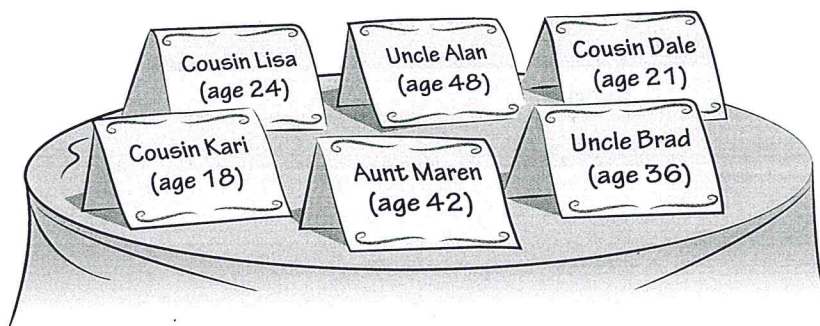 Cousin Lisa
(age 24)
Uncle Alan
(age 48)
Cousin Dale
(age 21)
Cousin Kari
(age 18)
Aunt Maren
(age 42)
Uncle Brad
(age 36)